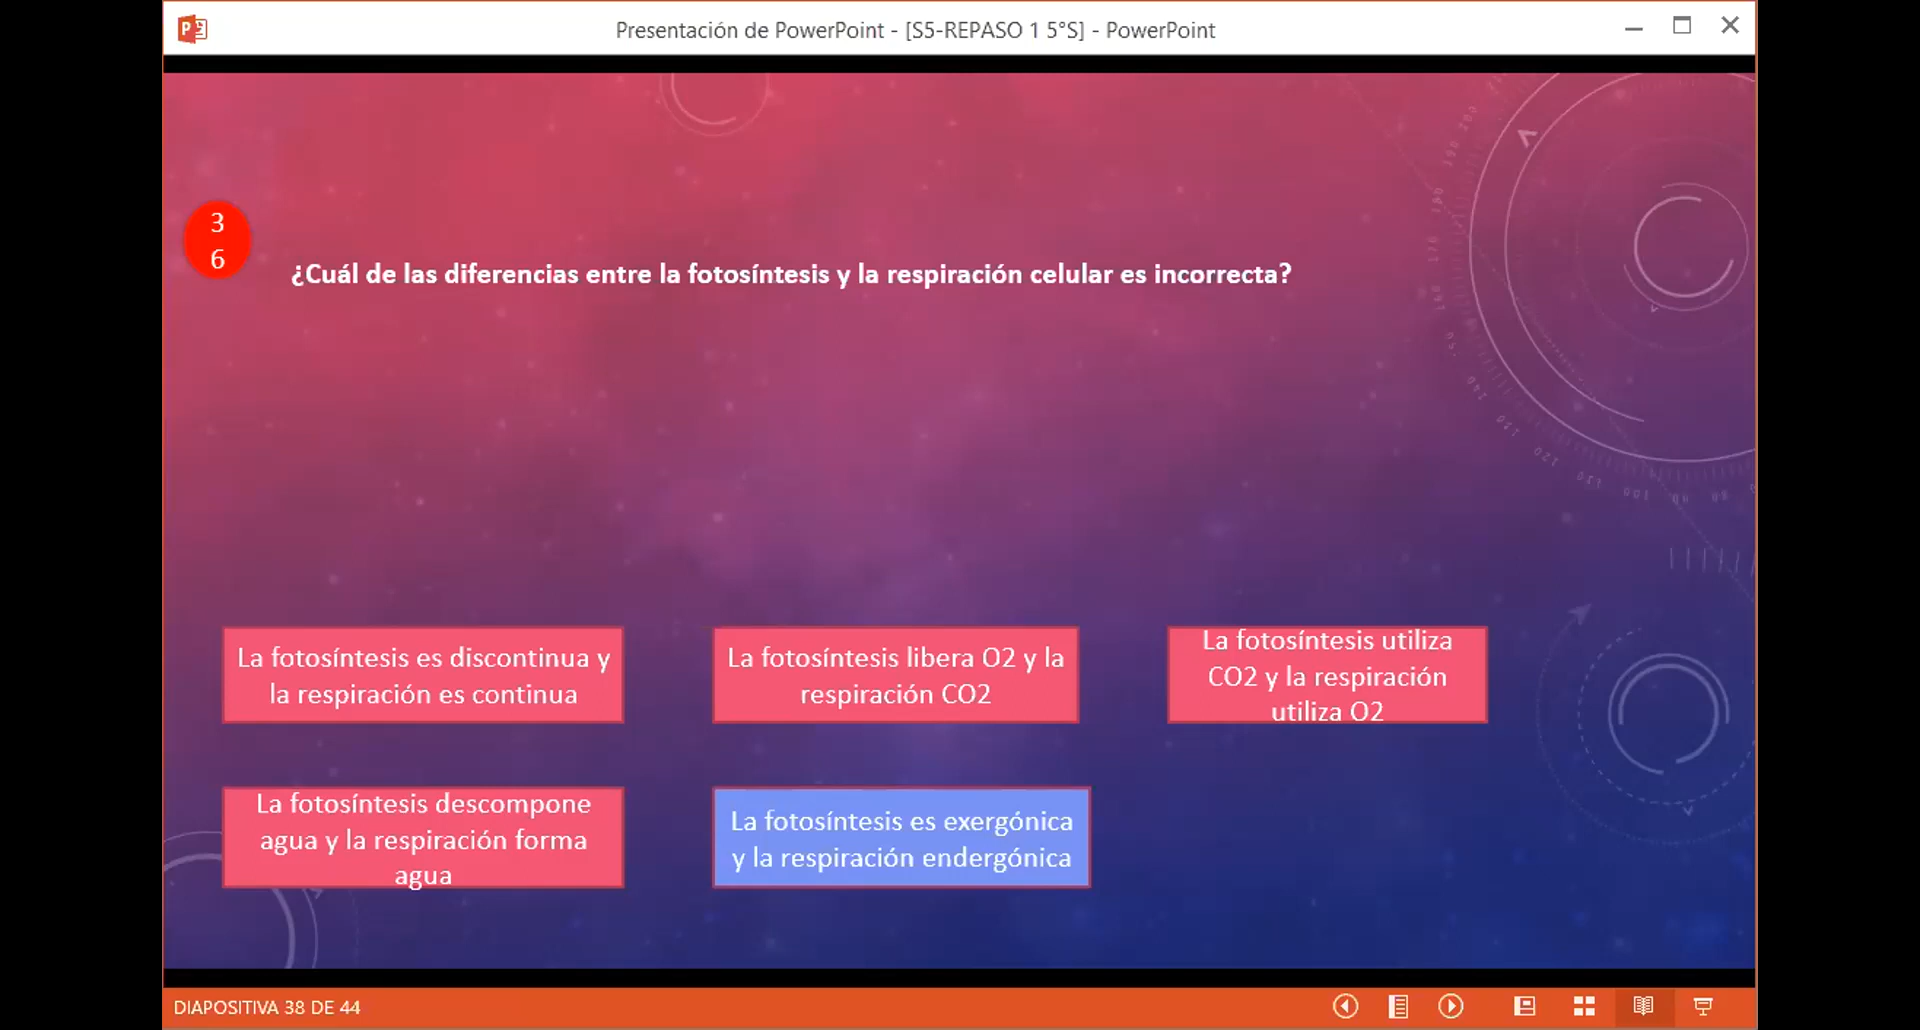 Presentación de PowerPoint - [S5-REPASO 1 5°S] - PowerPoint
3
6
¿Cuál de las diferencias entre la fotosíntesis y la respiración celular es incorrecta?
La fotosíntesis es discontinua y
la respiración es continua
La fotosíntesis libera O2 y la
respiración CO2
La fotosíntesis utiliza
CO2 y la respiración
utiliza O2
La fotosíntesis descompone
agua y la respiración forma
agua
La fotosíntesis es exergónica
y la respiración endergónica
DIAPOSITIVA 38 DE 44